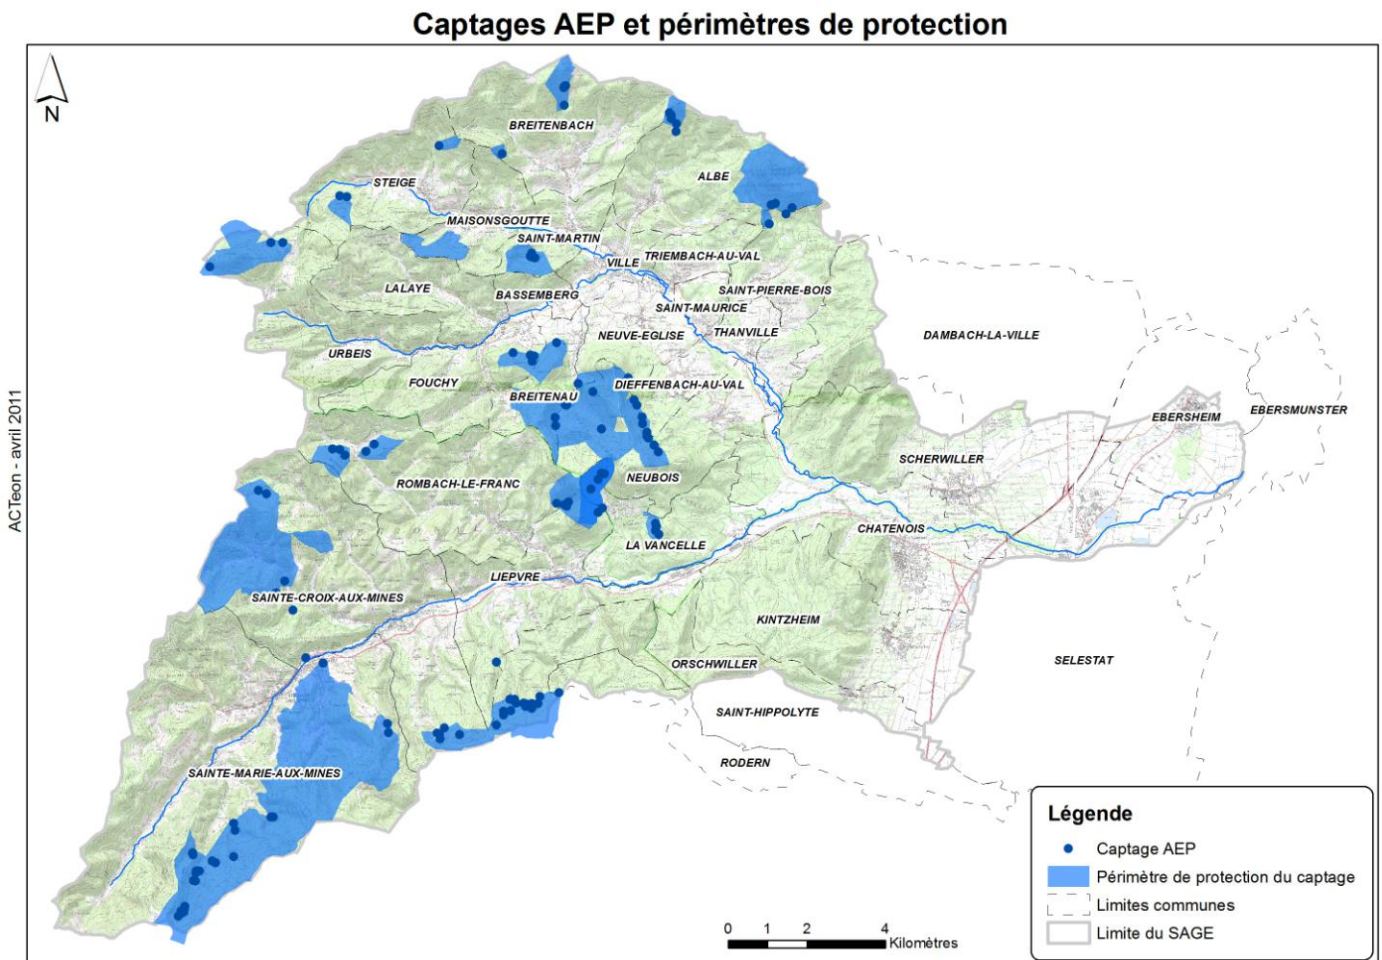 Captages AEP et périmètres de protection
N
BREITENBACH
ALBE
STEIGE
MAISONSGOUTTE
SAINT-MARTIN
VILLE
TRIEMBACH-AU-VAL
LALAYE
BASSEMBERG
SAINT-PIERRE-BOIS
SAINT-MAURICE
NEUVE-EGLISE
THANVILLE
DAMBACH-LA-VILLE
URBEIS
FOUCHY
DIEFFENBACH-AU-VAL
BREITENAU
EBERSHEIM
EBERSMUNSTER
SCHERWILLER
ROMBACH-LE-FRANC
NEUBOIS
CHATENOIS
LA VANCELLE
LIEPVRE
SAINTE-CROIX-AUX-MINES
KINTZHEIM
ORSCHWILLER
SELESTAT
SAINT-HIPPOLYTE
RODERN
SAINTE-MARIE-AUX-MINES
ACTeon - avril 2011
Légende
Captage AEP
Périmètre de protection du captage
Limites communes
Limite du SAGE
0 1 2 4
Kilomètres